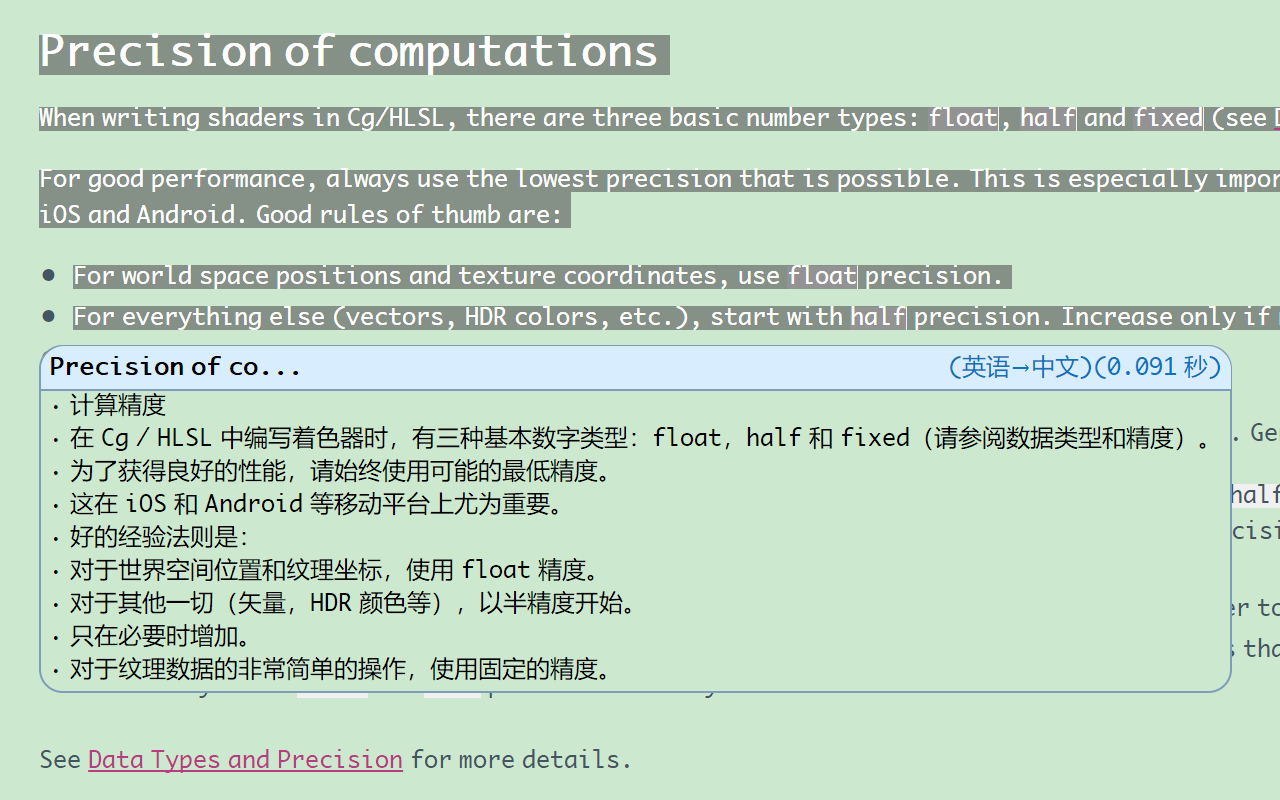 Precision of computations
When writing shaders in Cg/HLSL, there are three basic number types: float, half and fixed (see
For good performance, always use the lowest precision that is possible. This is especially
iOS and Android. Good rules of thumb are:
• For world space positions and texture coordinates, use float precision.
• For everything else (vectors, HDR colors, etc.), start with half precision. Increase only if
Precision of co... (英语→中文)(0.091 秒)
· 计算精度
· 在 Cg / HLSL 中编写着色器时，有三种基本数字类型：float，half 和 fixed（请参阅数据类型和精度）。
· 为了获得良好的性能，请始终使用可能的最低精度。
· 这在 iOS 和 Android 等移动平台上尤为重要。
· 好的经验法则是：
· 对于世界空间位置和纹理坐标，使用 float 精度。
· 对于其他一切（矢量，HDR 颜色等），以半精度开始。
· 只在必要时增加。
· 对于纹理数据的非常简单的操作，使用固定的精度。
half
See Data Types and Precision for more details.